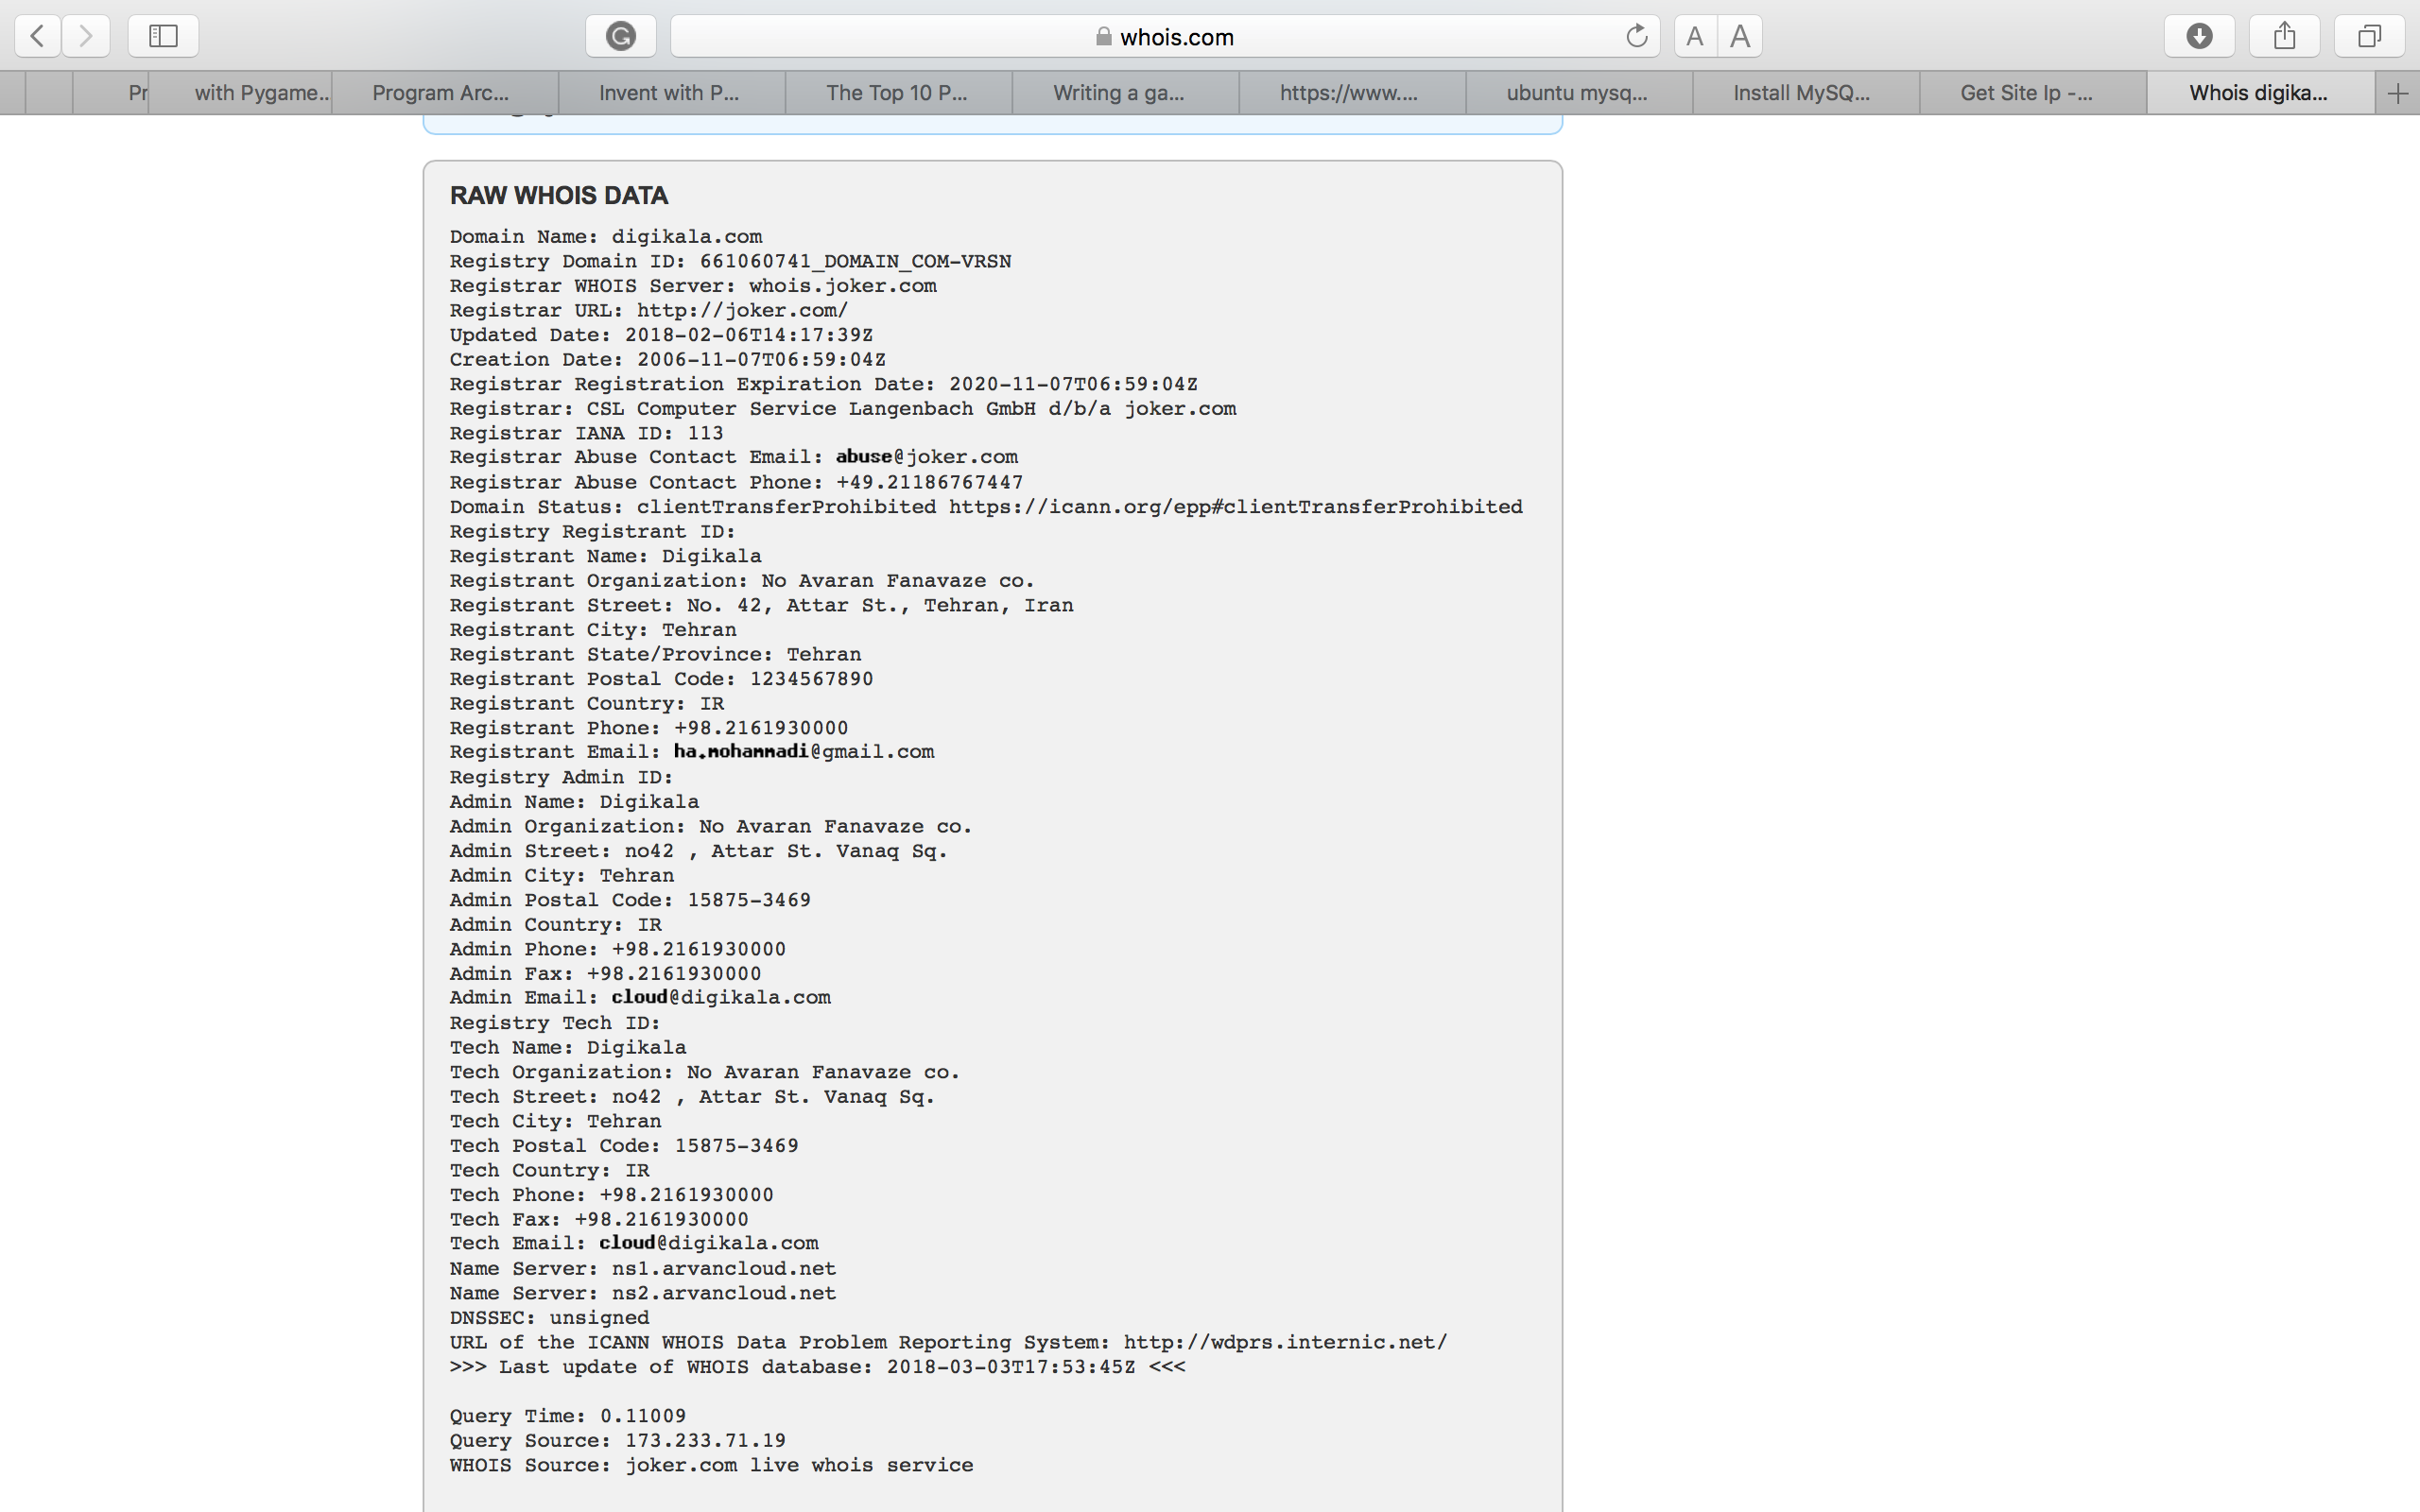 whois.com
A A
Pr with Pygame... Program Arc... Invent with P... The Top 10 P... Writing a ga... https://www.... ubuntu mysq... Install MySQ... Get Site Ip -... Whois digika...
RAW WHOIS DATA
Domain Name: digikala.com
Registry Domain ID: 661060741_DOMAIN_COM-VRSN
Registrar WHOIS Server: whois.joker.com
Registrar URL: http://joker.com/
Updated Date: 2018-02-06T14:17:39Z
Creation Date: 2006-11-07T06:59:04Z
Registrar Registration Expiration Date: 2020-11-07T06:59:04Z
Registrar: CSL Computer Service Langenbach GmbH d/b/a joker.com
Registrar IANA ID: 113
Registrar Abuse Contact Email: abuse@joker.com
Registrar Abuse Contact Phone: +49.21186767447
Domain Status: clientTransferProhibited https://icann.org/epp#clientTransferProhibited
Registry Registrant ID:
Registrant Name: Digikala
Registrant Organization: No Avaran Fanavaze co.
Registrant Street: No. 42, Attar St., Tehran, Iran
Registrant City: Tehran
Registrant State/Province: Tehran
Registrant Postal Code: 1234567890
Registrant Country: IR
Registrant Phone: +98.2161930000
Registrant Email: ha.mohammadi@gmail.com
Registry Admin ID:
Admin Name: Digikala
Admin Organization: No Avaran Fanavaze co.
Admin Street: no42 , Attar St. Vanaq Sq.
Admin City: Tehran
Admin Postal Code: 15875-3469
Admin Country: IR
Admin Phone: +98.2161930000
Admin Fax: +98.2161930000
Admin Email: cloud@digikala.com
Registry Tech ID:
Tech Name: Digikala
Tech Organization: No Avaran Fanavaze co.
Tech Street: no42 , Attar St. Vanaq Sq.
Tech City: Tehran
Tech Postal Code: 15875-3469
Tech Country: IR
Tech Phone: +98.2161930000
Tech Fax: +98.2161930000
Tech Email: cloud@digikala.com
Name Server: ns1.arvancloud.net
Name Server: ns2.arvancloud.net
DNSSEC: unsigned
URL of the ICANN WHOIS Data Problem Reporting System: http://wdprs.internic.net/
>>> Last update of WHOIS database: 2018-03-03T17:53:45Z <<<
Query Time: 0.11009
Query Source: 173.233.71.19
WHOIS Source: joker.com live whois service